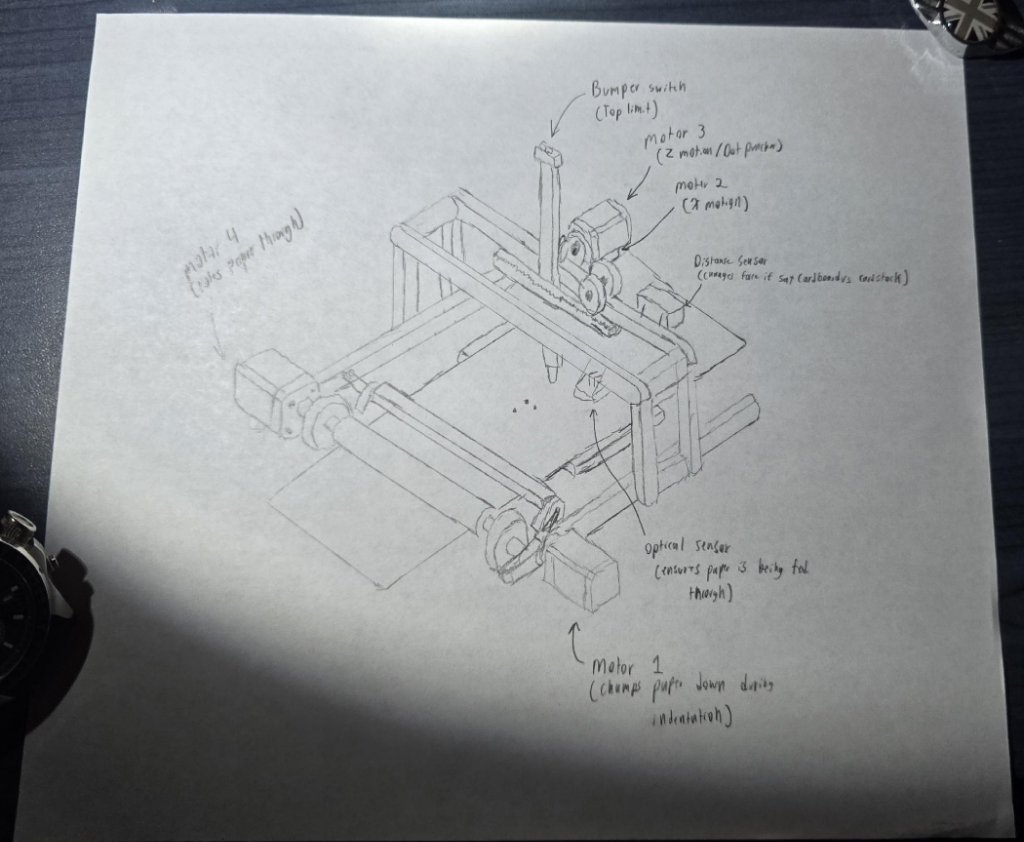 Bumper switch
(Top limit)
Motor 3
(Z motion/Dot puncher)
motor 2
(X motion)
Distance sensor
(changes force if say cardboard vs cardstock)
motor 4
(rolls paper through)
Optical sensor
(ensures paper is being fed
through)
Motor 1
(Clamps paper down during
indentation)